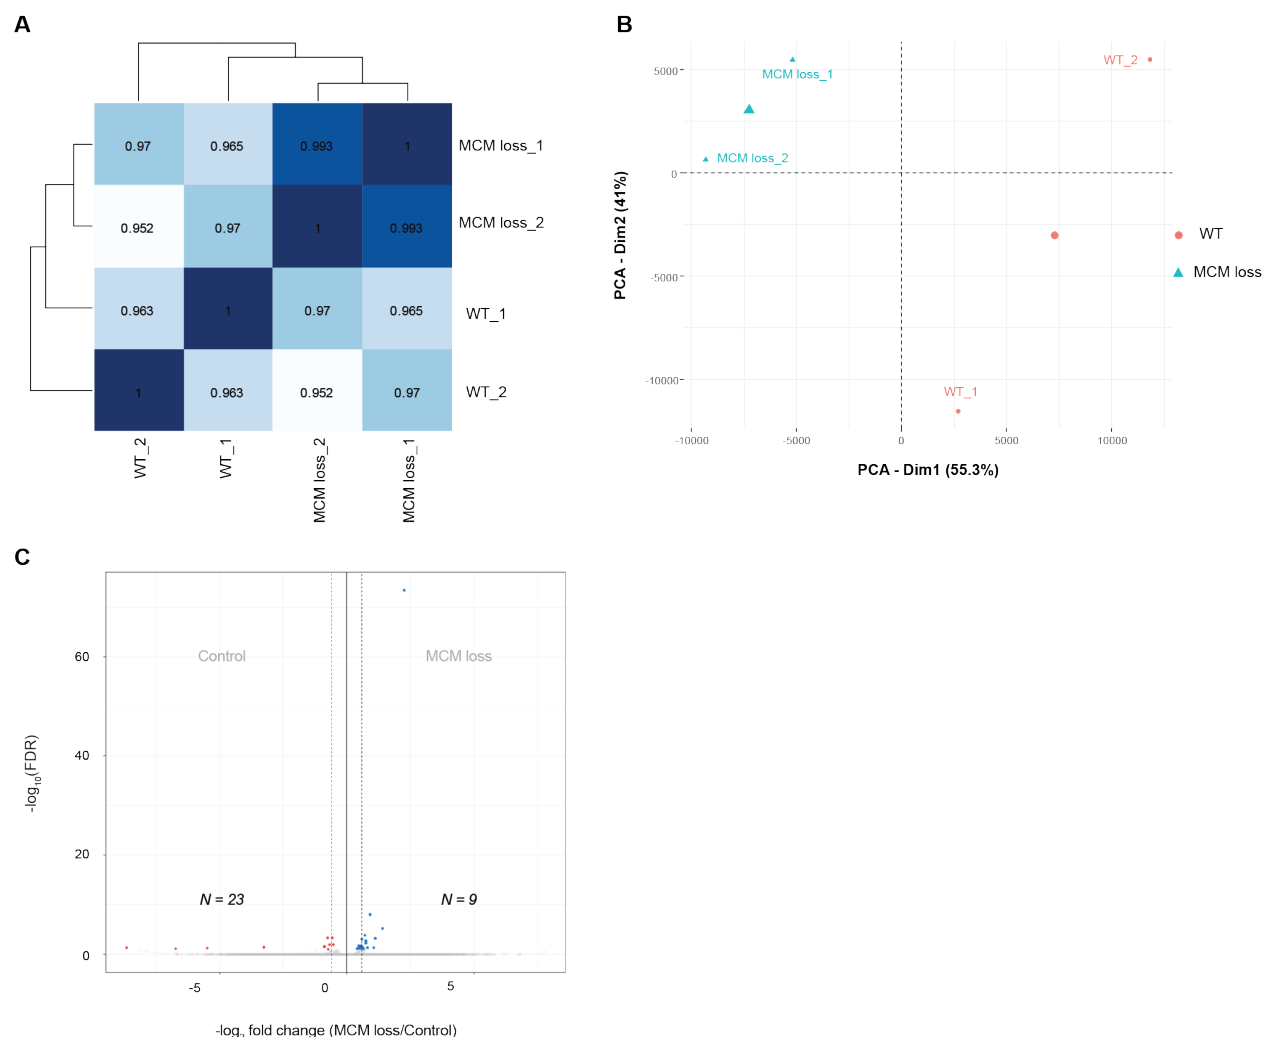 A
0.97 0.965 0.993 1 MCM loss_1
0.952 0.97 1 0.993 MCM loss_2
0.963 1 0.97 0.965 WT_1
1 0.963 0.952 0.97 WT_2
WT_2 WT_1 MCM loss_2 MCM loss_1
B
PCA - Dim2 (41%)
5000
0
-5000
-10000
MCM loss_1
MCM loss_2
WT_2
WT_1
WT
MCM loss
-10000 -5000 0 5000 10000
PCA - Dim1 (55.3%)
C
-log10(FDR)
60
40
20
0
Control MCM loss
N = 23 N = 9
-5 0 5
-log, fold change (MCM loss/Control)